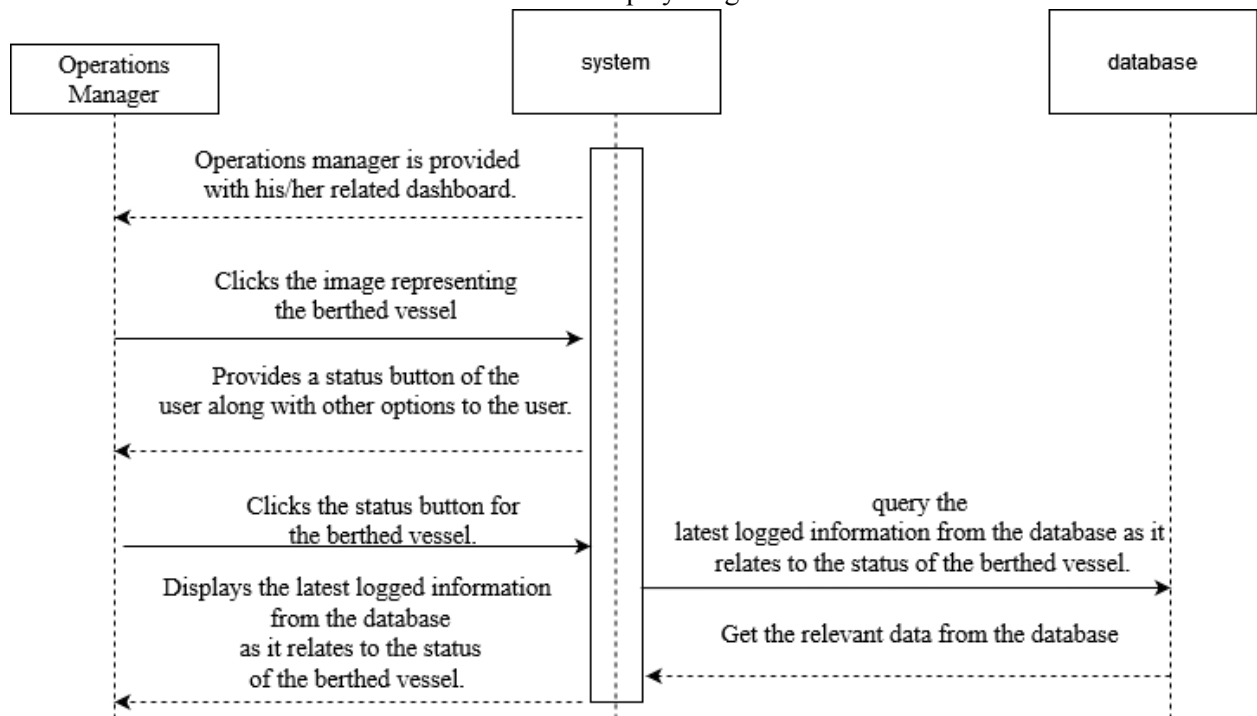 Operations
Manager
system
database
Operations manager is provided
with his/her related dashboard.
Clicks the image representing
the berthed vessel
Provides a status button of the
user along with other options to the user.
Clicks the status button for
the berthed vessel.
query the
latest logged information from the database as it
relates to the status of the berthed vessel.
Get the relevant data from the database
Displays the latest logged information
from the database
as it relates to the status
of the berthed vessel.